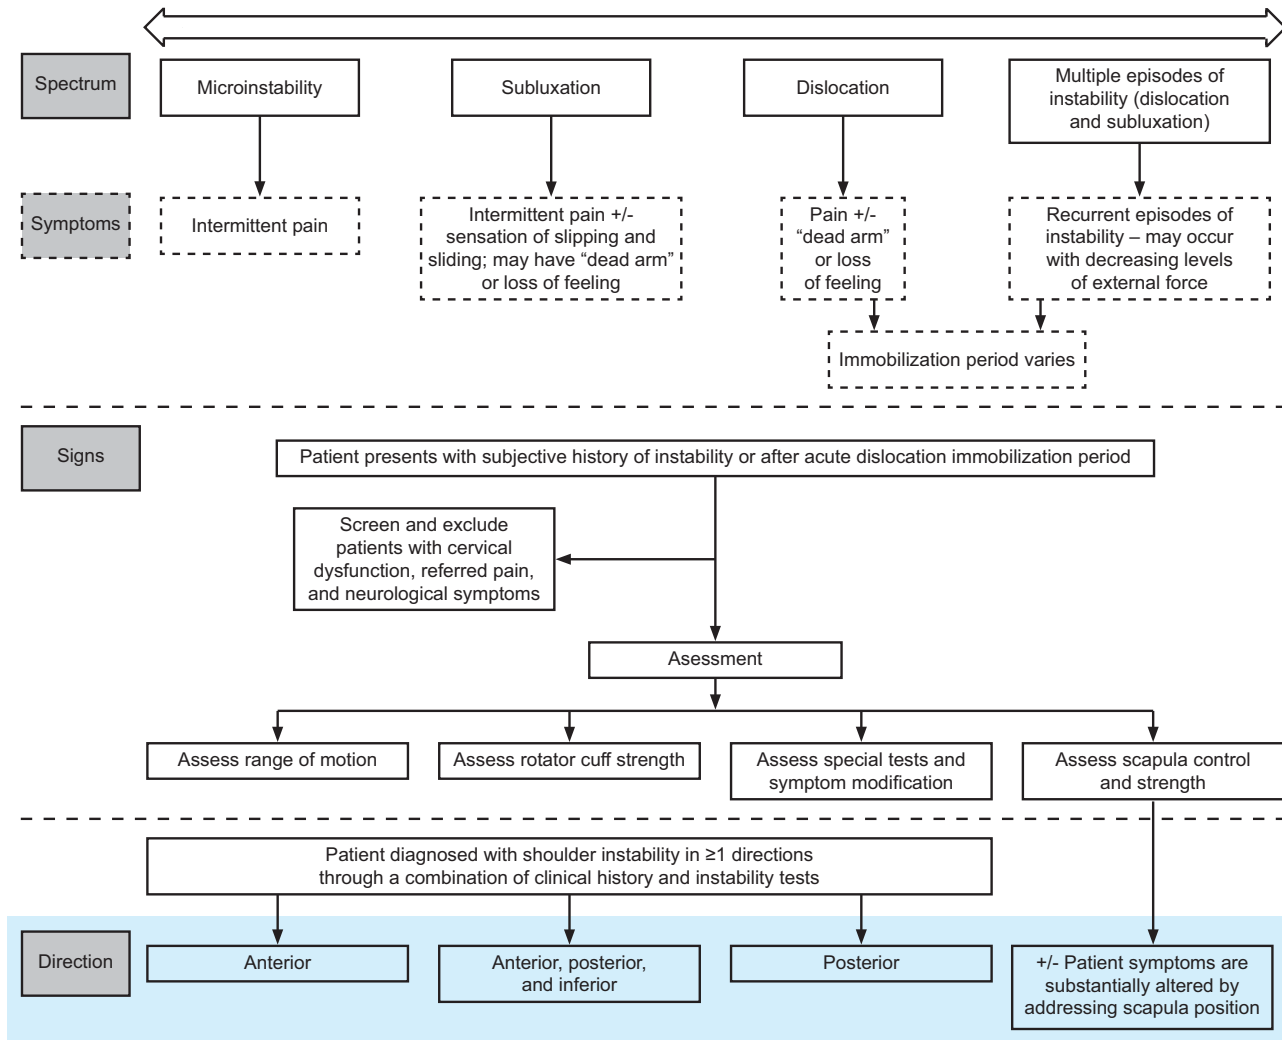 Spectrum
Microinstability
Subluxation
Dislocation
Multiple episodes of
instability (dislocation
and subluxation)
Symptoms
Intermittent pain
Intermittent pain +/-
sensation of slipping and
sliding; may have “dead arm”
or loss of feeling
Pain +/-
“dead arm”
or loss
of feeling
Recurrent episodes of
instability – may occur
with decreasing levels
of external force
Immobilization period varies
Signs
Patient presents with subjective history of instability or after acute dislocation immobilization period
Screen and exclude
patients with cervical
dysfunction, referred pain,
and neurological symptoms
Asessment
Assess range of motion
Assess rotator cuff strength
Assess special tests and
symptom modification
Assess scapula control
and strength
Patient diagnosed with shoulder instability in ≥1 directions
through a combination of clinical history and instability tests
Direction
Anterior
Anterior, posterior,
and inferior
Posterior
+/- Patient symptoms are
substantially altered by
addressing scapula position